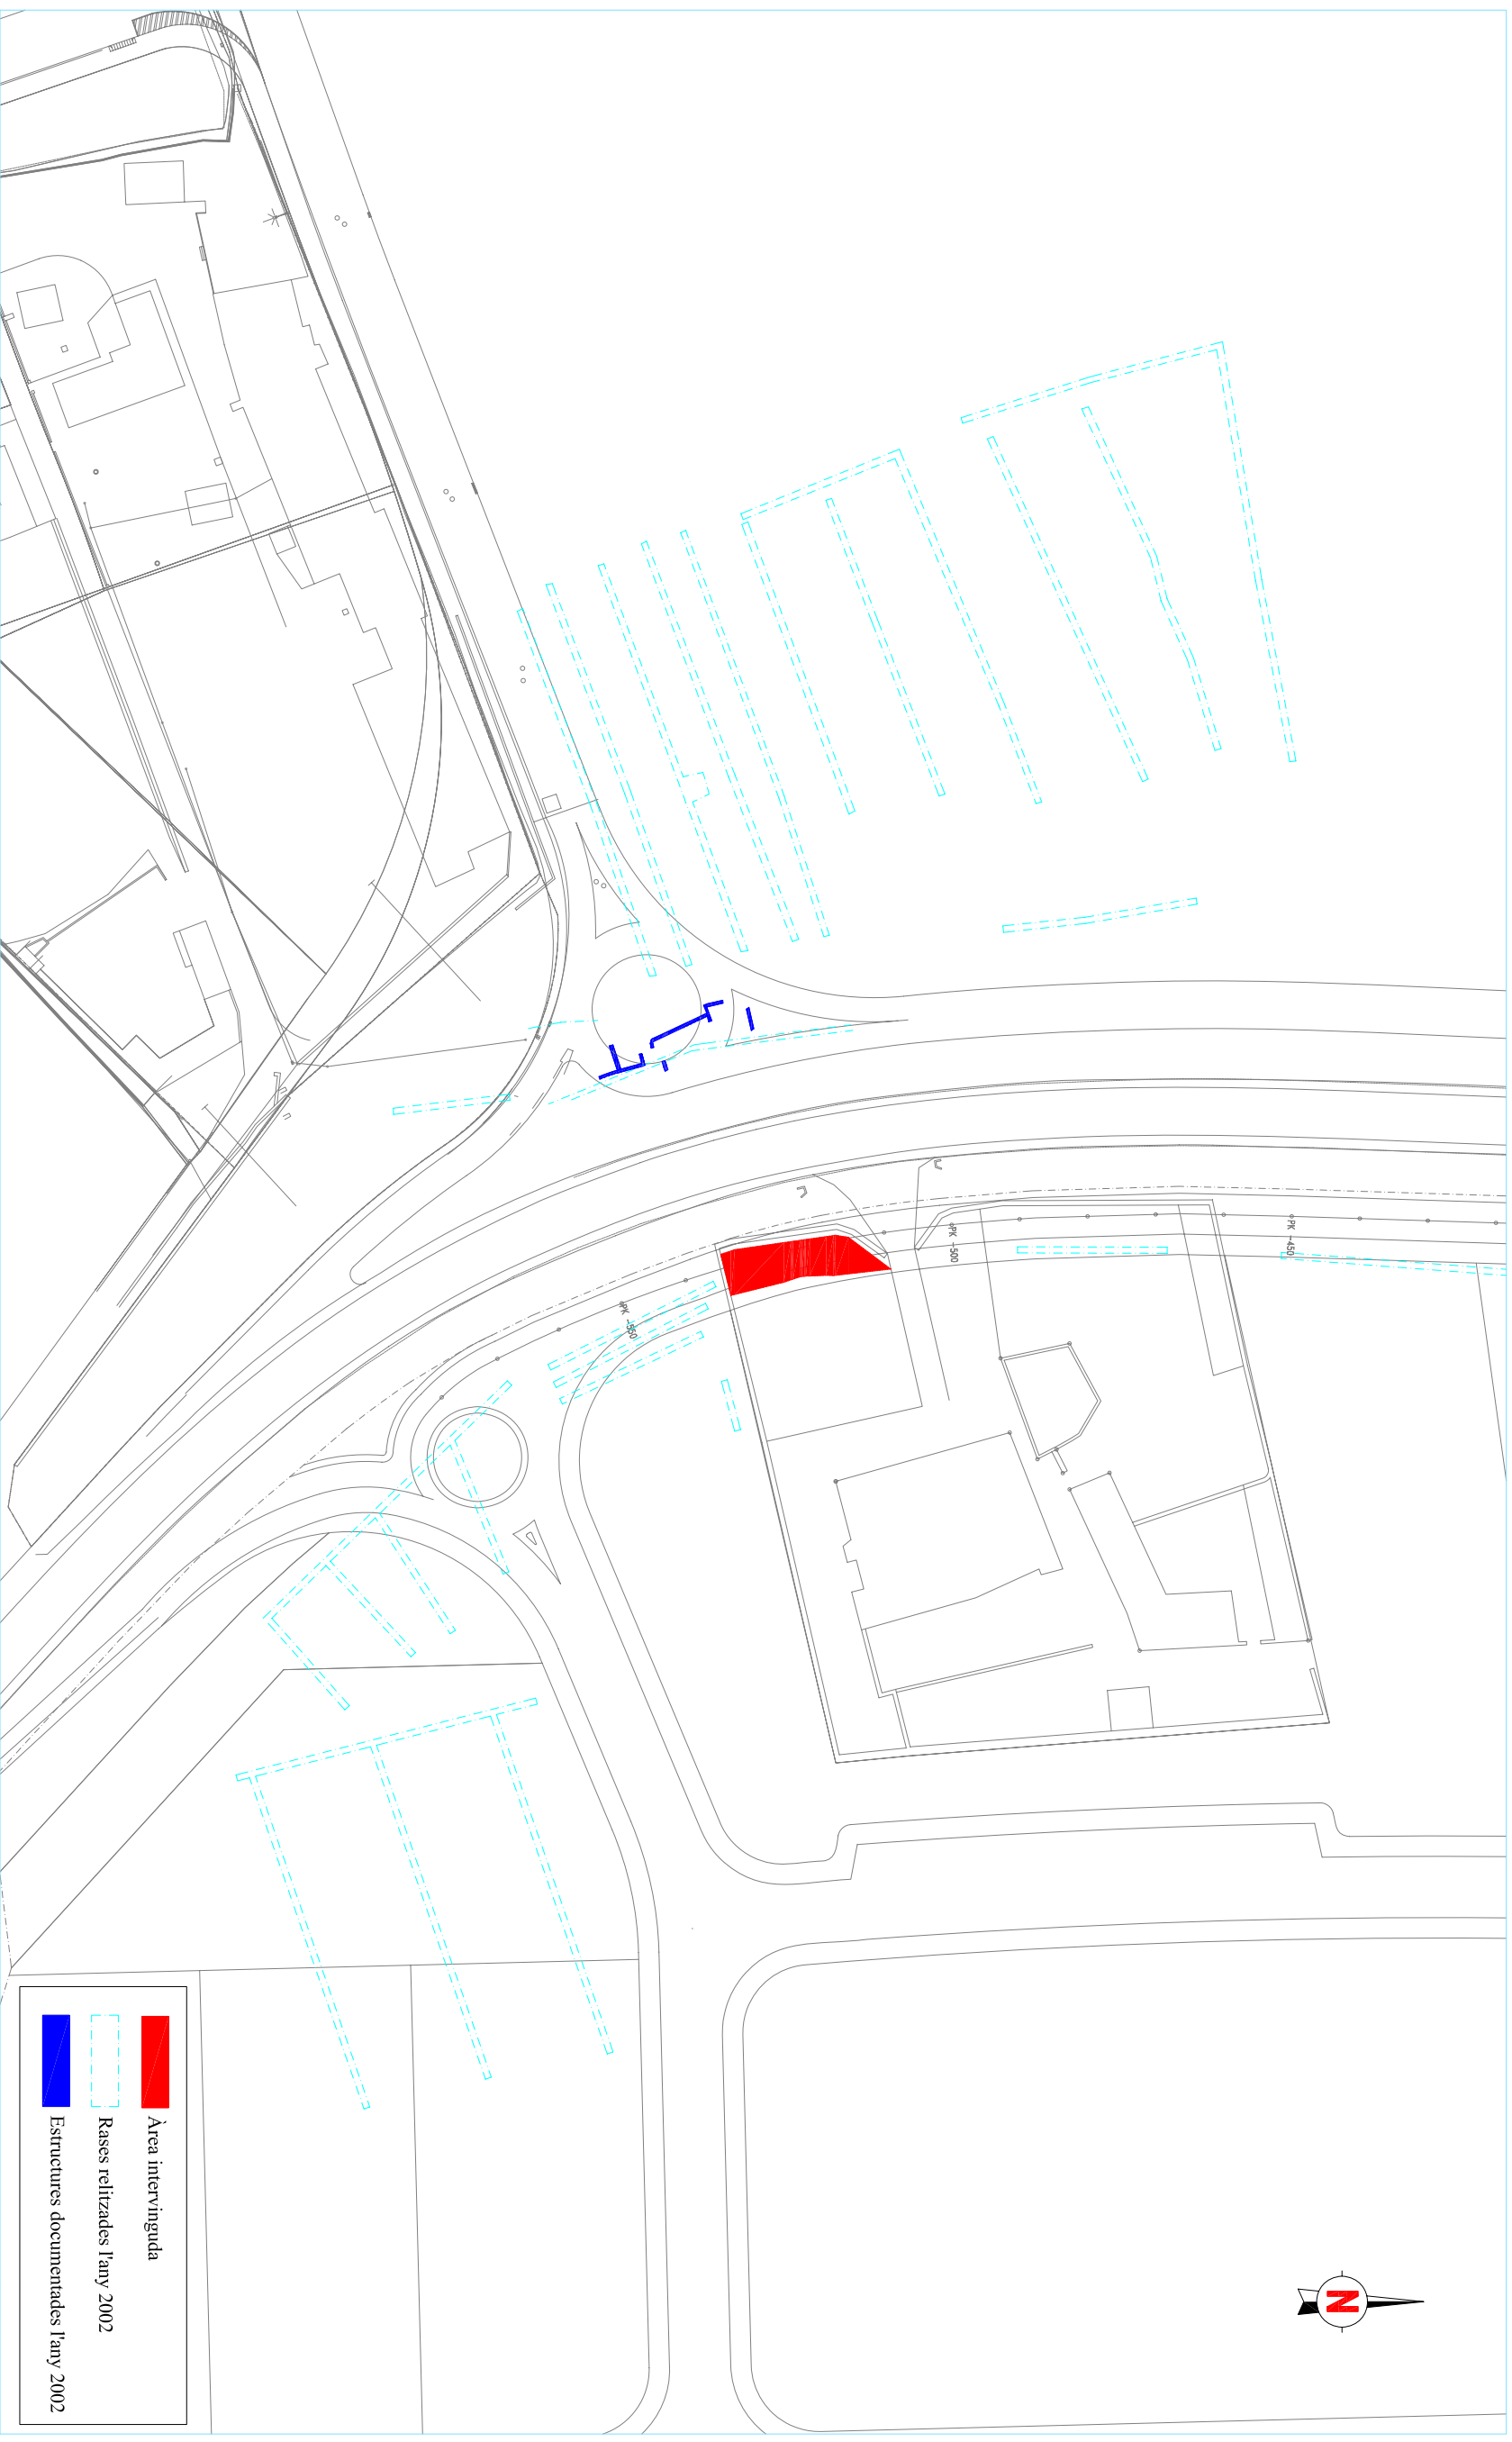 PK -500
PK -450
PK -550
Àrea intervinguda
Rases relitzades l'any 2002
Estructures documentades l'any 2002
N